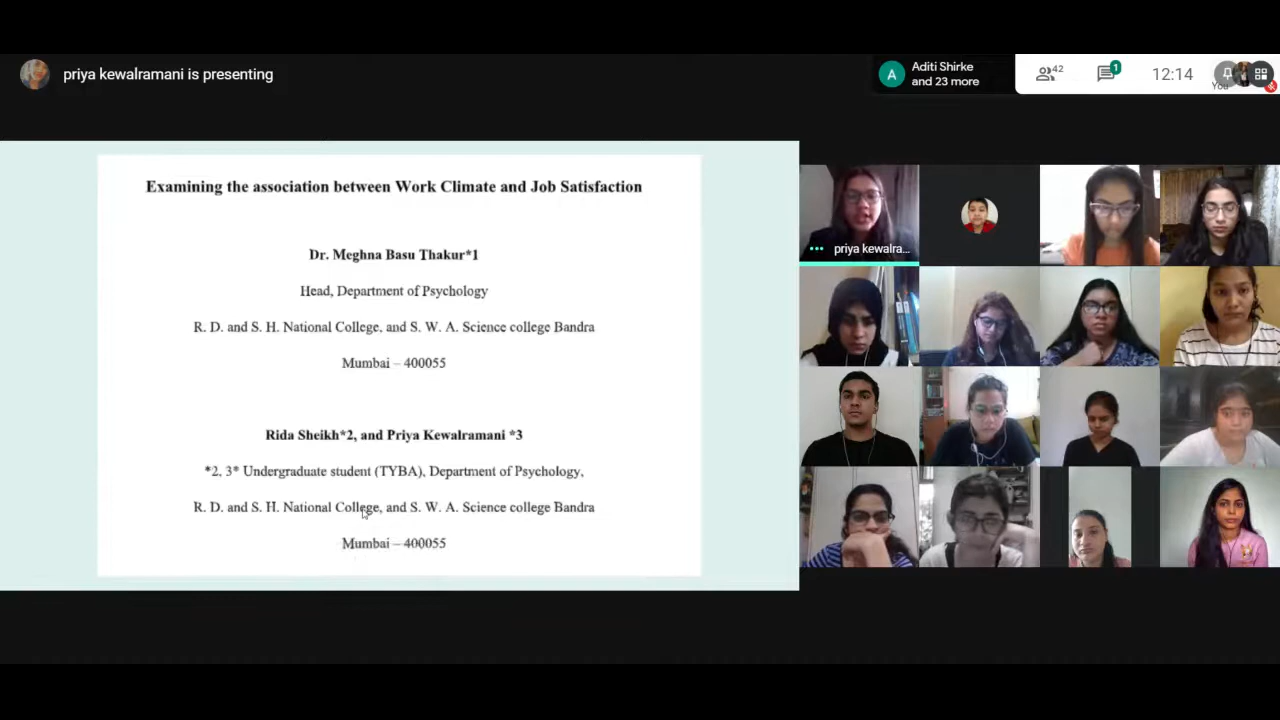 priya kewalramani is presenting
Aditi Shirke
and 23 more
A
42
1
12:14
You
Examining the association between Work Climate and Job Satisfaction
Dr. Meghna Basu Thakur*1
Head, Department of Psychology
R. D. and S. H. National College, and S. W. A. Science college Bandra
Mumbai – 400055
Rida Sheikh*2, and Priya Kewalramani *3
*2, 3* Undergraduate student (TYBA), Department of Psychology,
R. D. and S. H. National College, and S. W. A. Science college Bandra
Mumbai – 400055
priya kewalra...